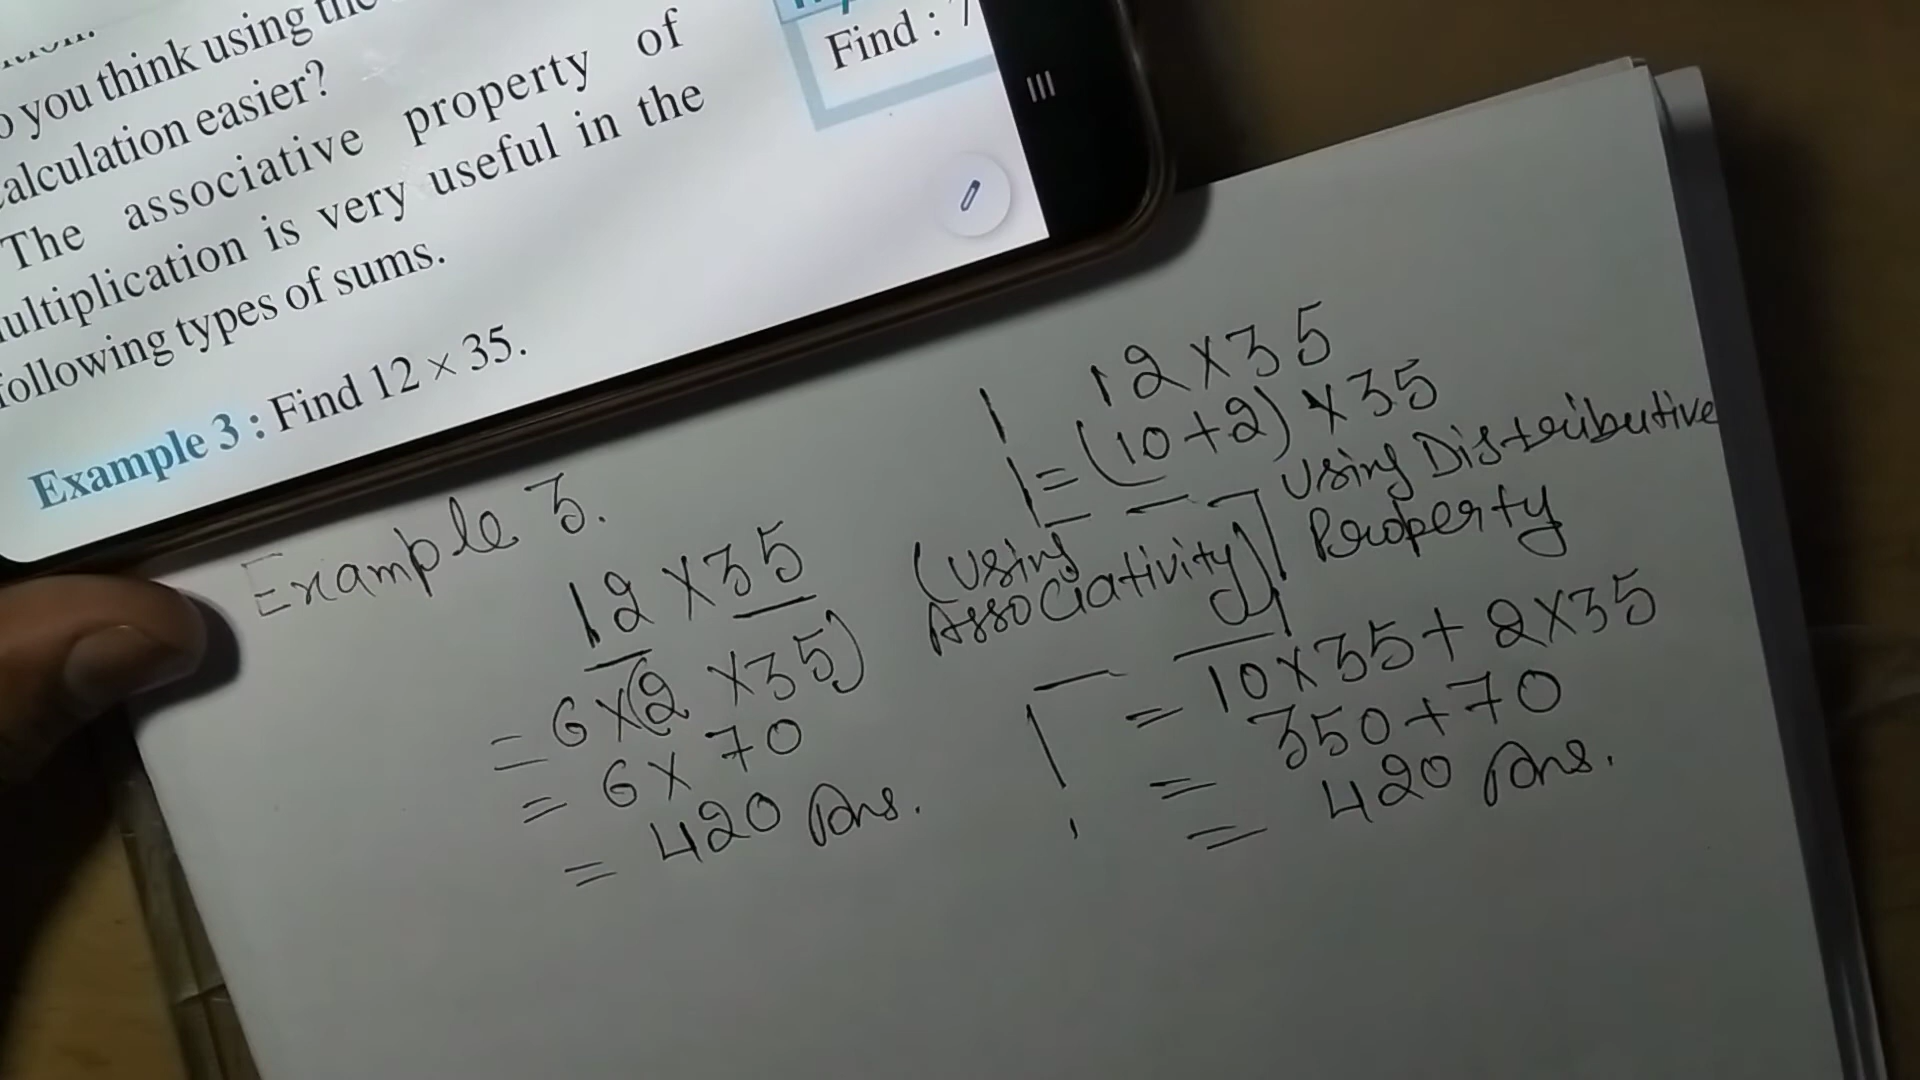 you think using the
calculation easier?
The associative property of
multiplication is very useful in the
following types of sums.
Example 3 : Find 12 × 35.
Find :
Example 3.
12 × 35
= 6 × (2 × 35) (Using Associativity)
= 6 × 70
= 420 Ans.
12 × 35
= (10 + 2) × 35
Using Distributive
Property
= 10 × 35 + 2 × 35
= 350 + 70
= 420 Ans.